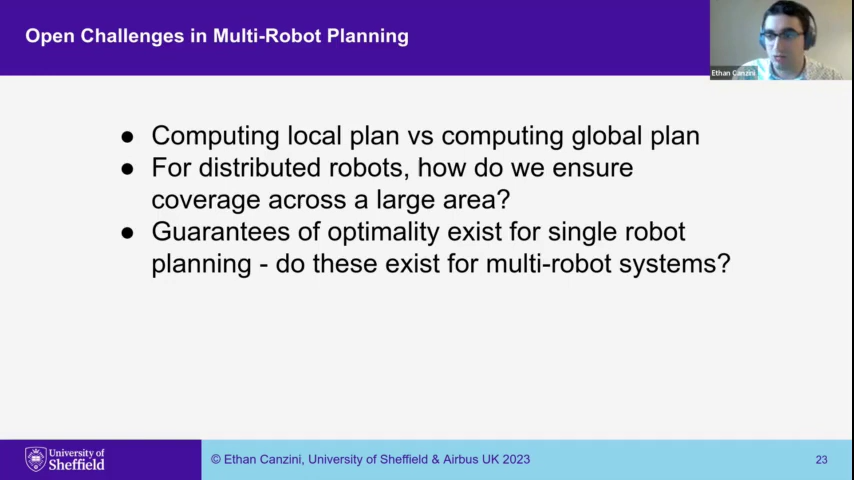 Open Challenges in Multi-Robot Planning
Ethan Canzini
● Computing local plan vs computing global plan
● For distributed robots, how do we ensure
coverage across a large area?
● Guarantees of optimality exist for single robot
planning - do these exist for multi-robot systems?
University of
Sheffield
© Ethan Canzini, University of Sheffield & Airbus UK 2023
23